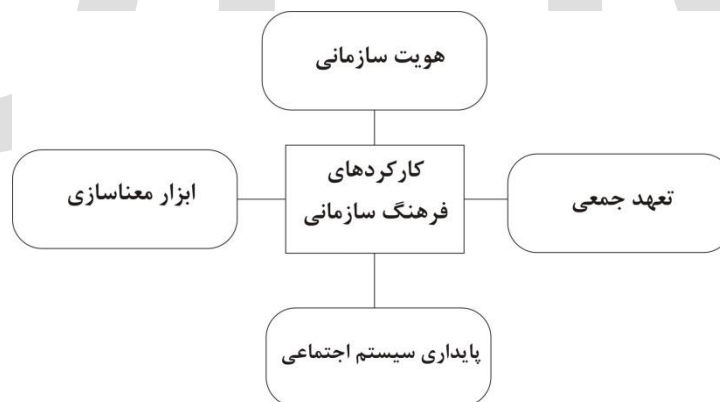 هویت سازمانی
کارکردهای
فرهنگ سازمانی
تعهد جمعی
ابزار معناسازی
پایداری سیستم اجتماعی